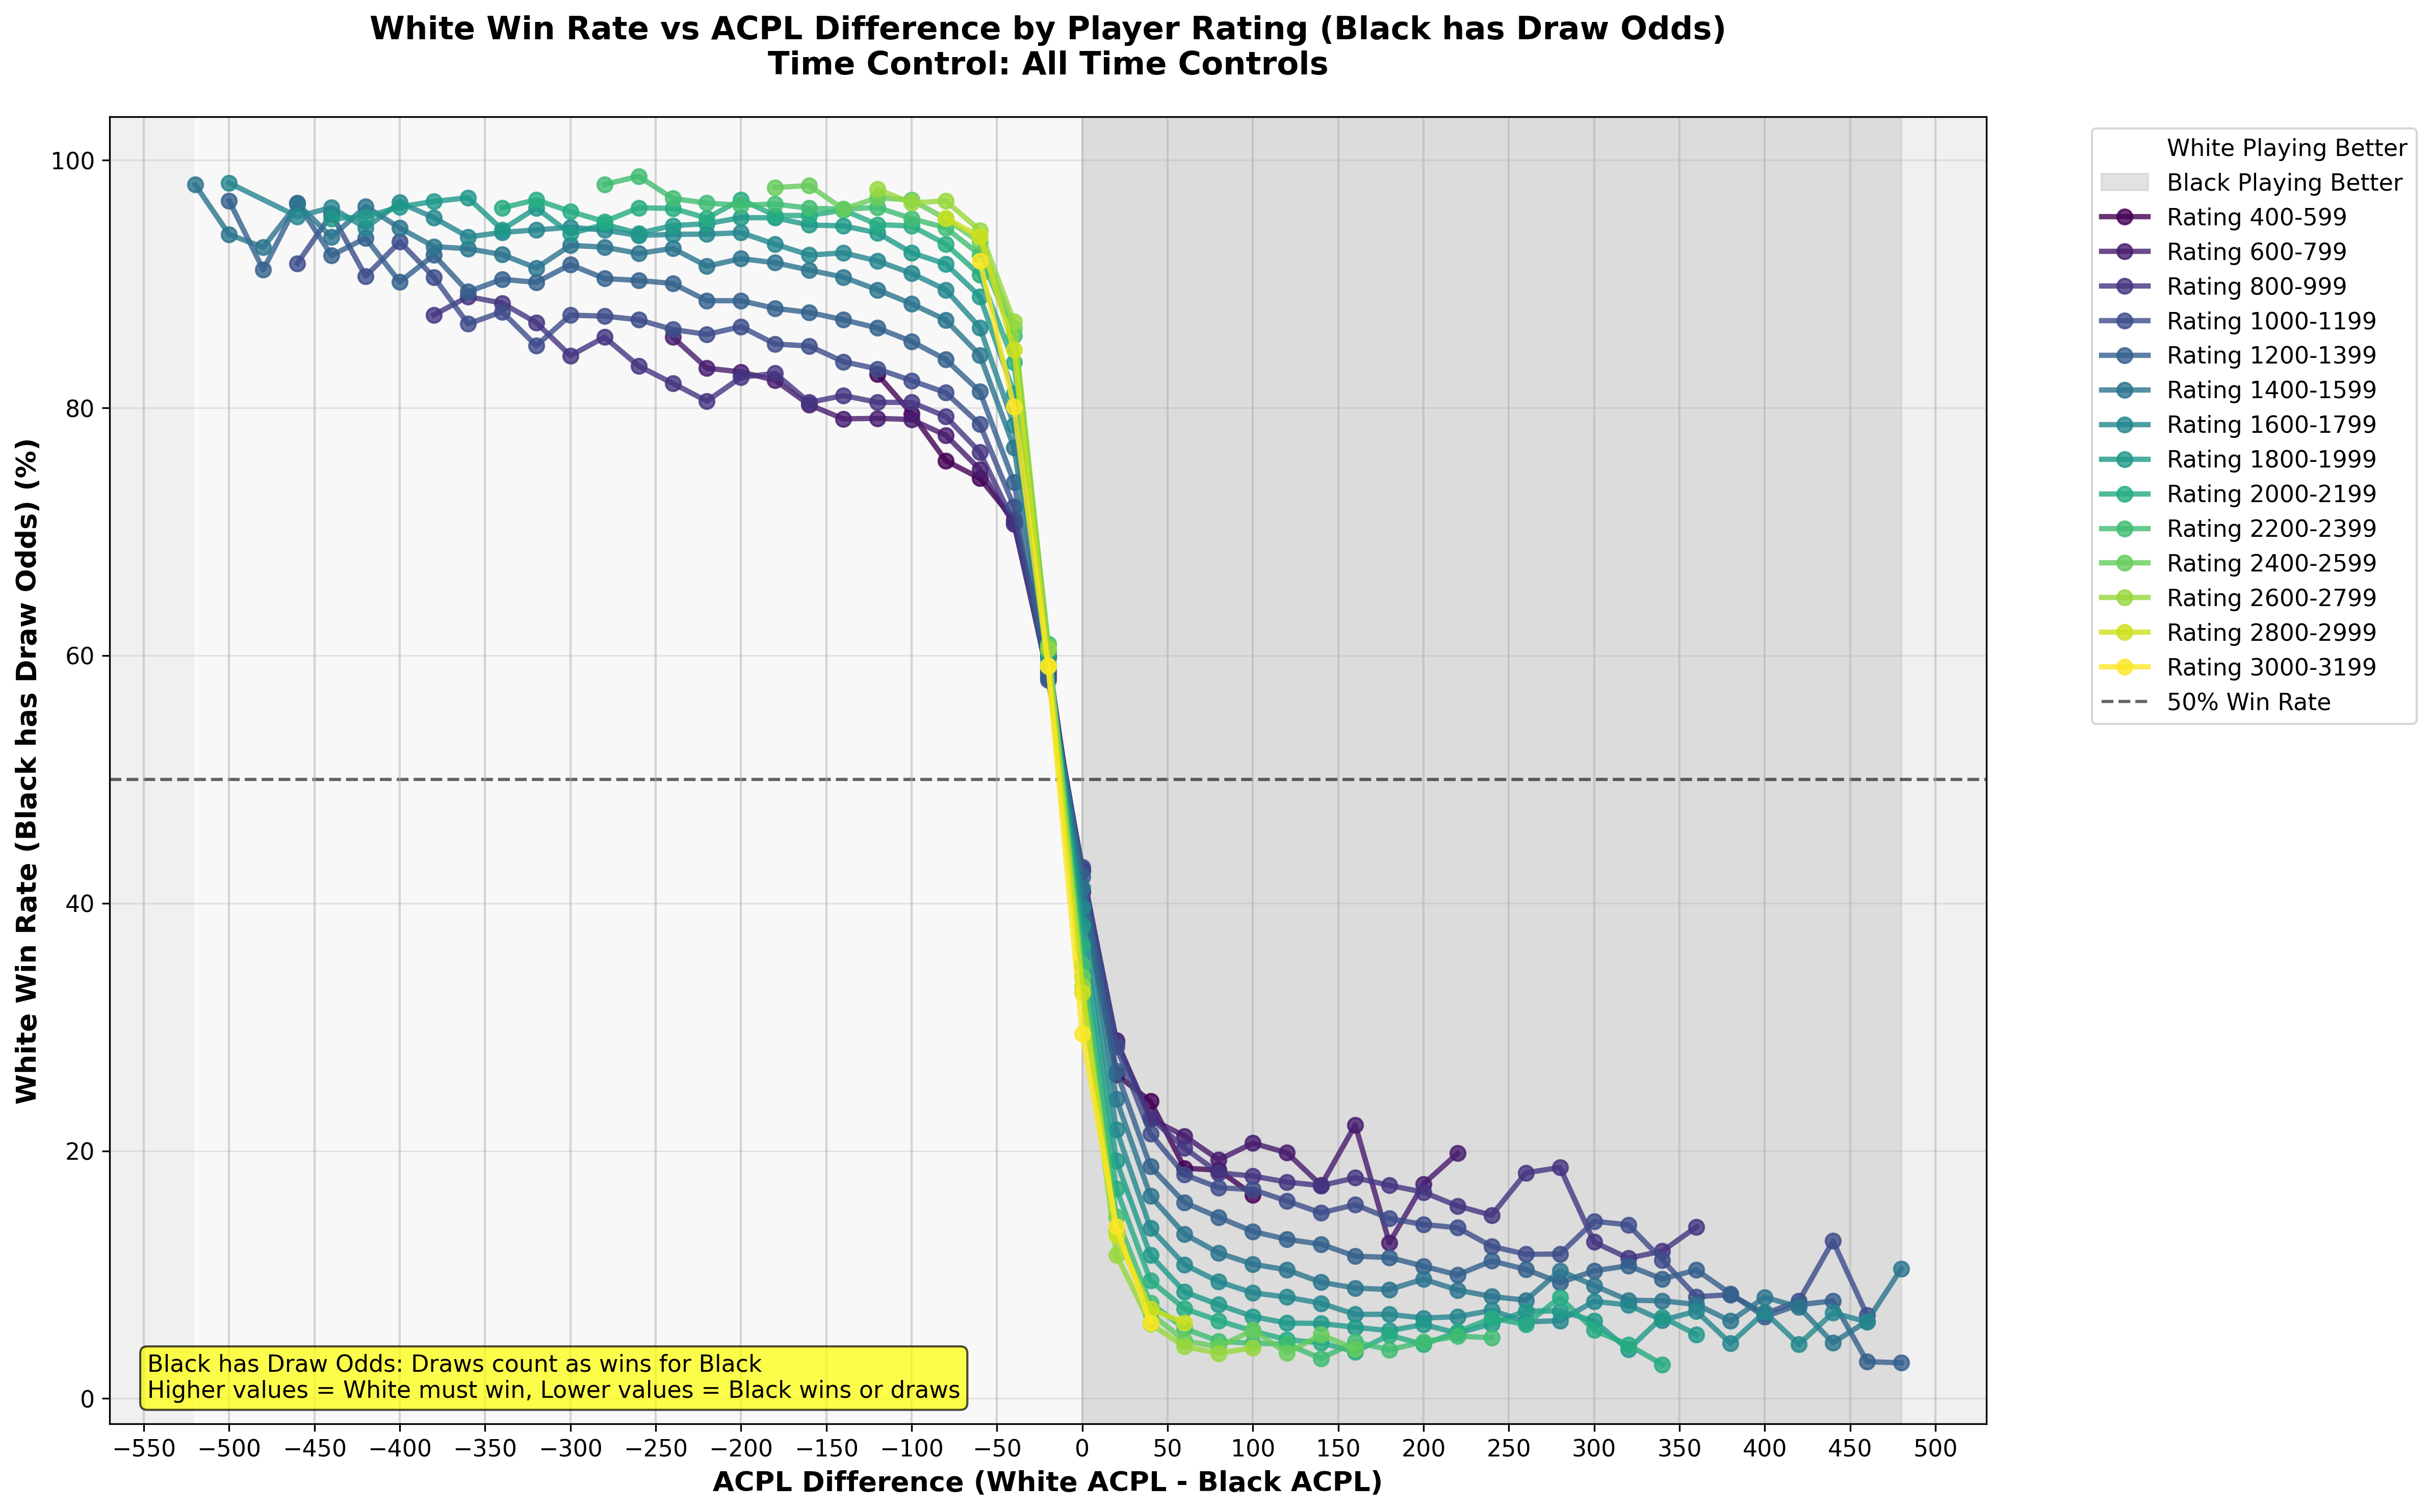 White Win Rate vs ACPL Difference by Player Rating (Black has Draw Odds)
Time Control: All Time Controls
White Win Rate (Black has Draw Odds) (%)
100
80
60
40
20
0
−550 −500 −450 −400 −350 −300 −250 −200 −150 −100 −50 0 50 100 150 200 250 300 350 400 450 500
ACPL Difference (White ACPL - Black ACPL)
Black has Draw Odds: Draws count as wins for Black
Higher values = White must win, Lower values = Black wins or draws
White Playing Better
Black Playing Better
Rating 400-599
Rating 600-799
Rating 800-999
Rating 1000-1199
Rating 1200-1399
Rating 1400-1599
Rating 1600-1799
Rating 1800-1999
Rating 2000-2199
Rating 2200-2399
Rating 2400-2599
Rating 2600-2799
Rating 2800-2999
Rating 3000-3199
50% Win Rate